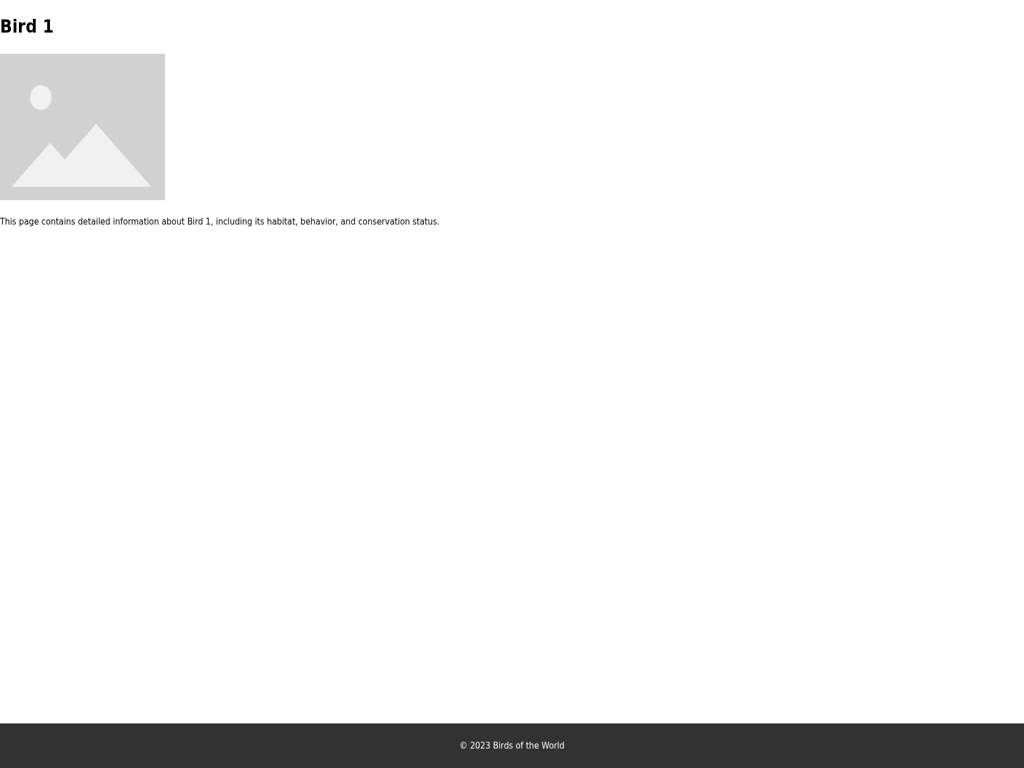 Bird 1
This page contains detailed information about Bird 1, including its habitat, behavior, and conservation status.
© 2023 Birds of the World